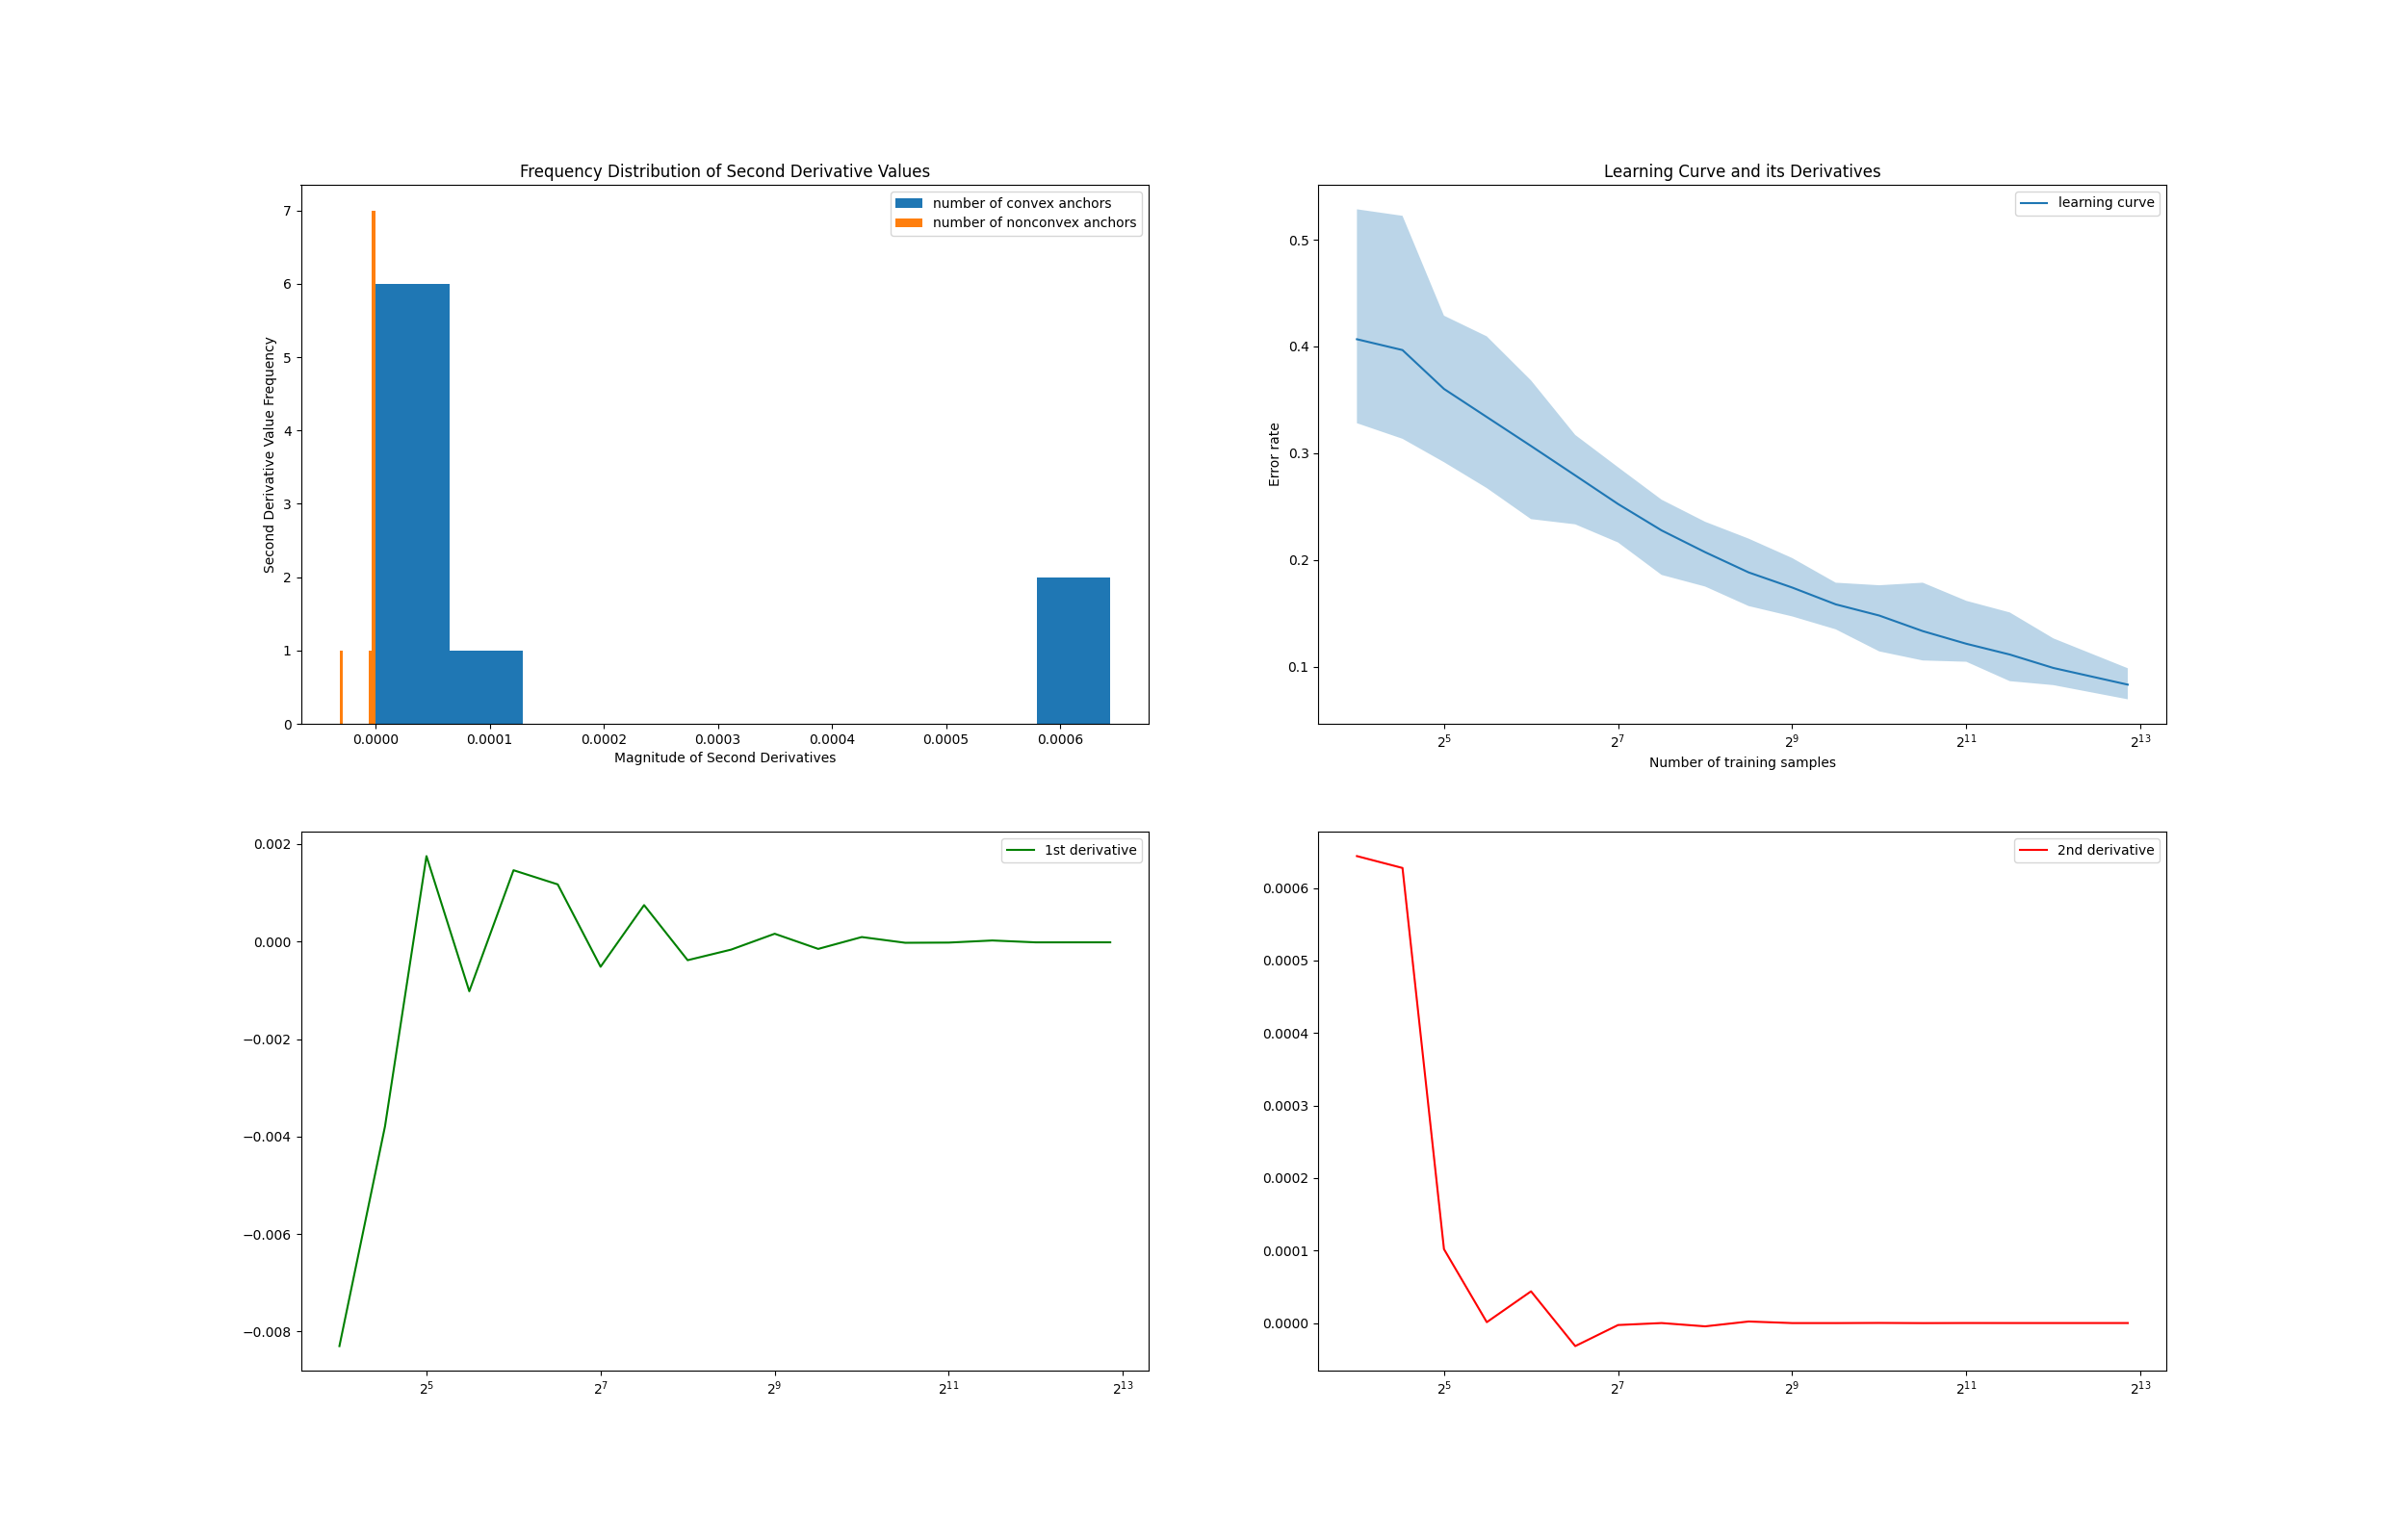 Frequency Distribution of Second Derivative Values
number of convex anchors
number of nonconvex anchors
7
6
5
4
3
2
1
0
Second Derivative Value Frequency
0.0000 0.0001 0.0002 0.0003 0.0004 0.0005 0.0006
Magnitude of Second Derivatives
Learning Curve and its Derivatives
learning curve
0.5
0.4
0.3
0.2
0.1
Error rate
2^5 2^7 2^9 2^11 2^13
Number of training samples
1st derivative
0.002
0.000
−0.002
−0.004
−0.006
−0.008
2^5 2^7 2^9 2^11 2^13
2nd derivative
0.0006
0.0005
0.0004
0.0003
0.0002
0.0001
0.0000
2^5 2^7 2^9 2^11 2^13